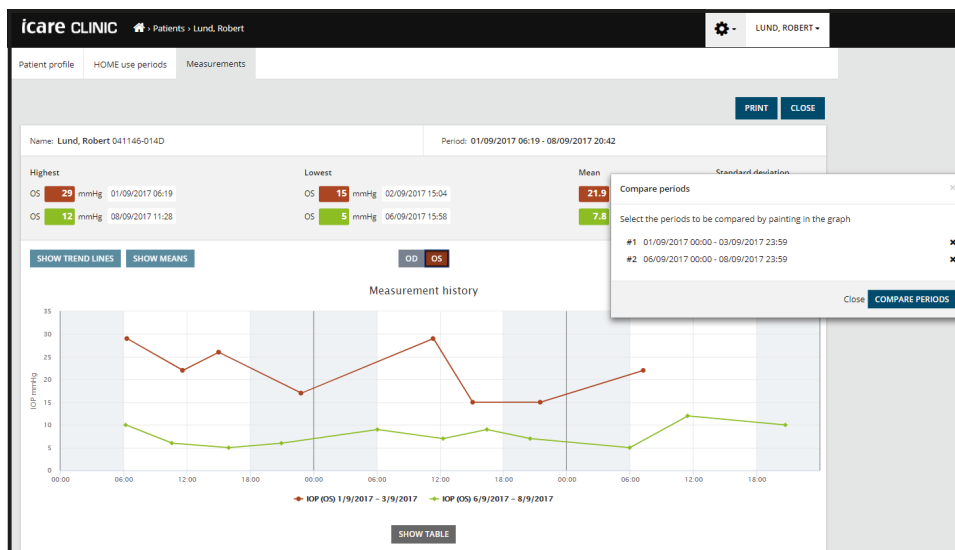 icare CLINIC › Patients › Lund, Robert LUND, ROBERT
Patient profile HOME use periods Measurements
PRINT CLOSE
Name: Lund, Robert 041146-014D Period: 01/09/2017 06:19 - 08/09/2017 20:42
Highest Lowest Mean Standard deviation
OS 29 mmHg 01/09/2017 06:19 OS 15 mmHg 02/09/2017 15:04 21.9
OS 12 mmHg 08/09/2017 11:28 OS 5 mmHg 06/09/2017 15:58 7.8
Compare periods ×
Select the periods to be compared by painting in the graph
#1 01/09/2017 00:00 - 03/09/2017 23:59 ×
#2 06/09/2017 00:00 - 08/09/2017 23:59 ×
Close COMPARE PERIODS
SHOW TREND LINES SHOW MEANS OD OS
Measurement history
IOP mmHg
35
30
25
20
15
10
5
0
00:00 06:00 12:00 18:00 00:00 06:00 12:00 18:00 00:00 06:00 12:00 18:00
IOP (OS) 1/9/2017 – 3/9/2017 IOP (OS) 6/9/2017 – 8/9/2017
SHOW TABLE